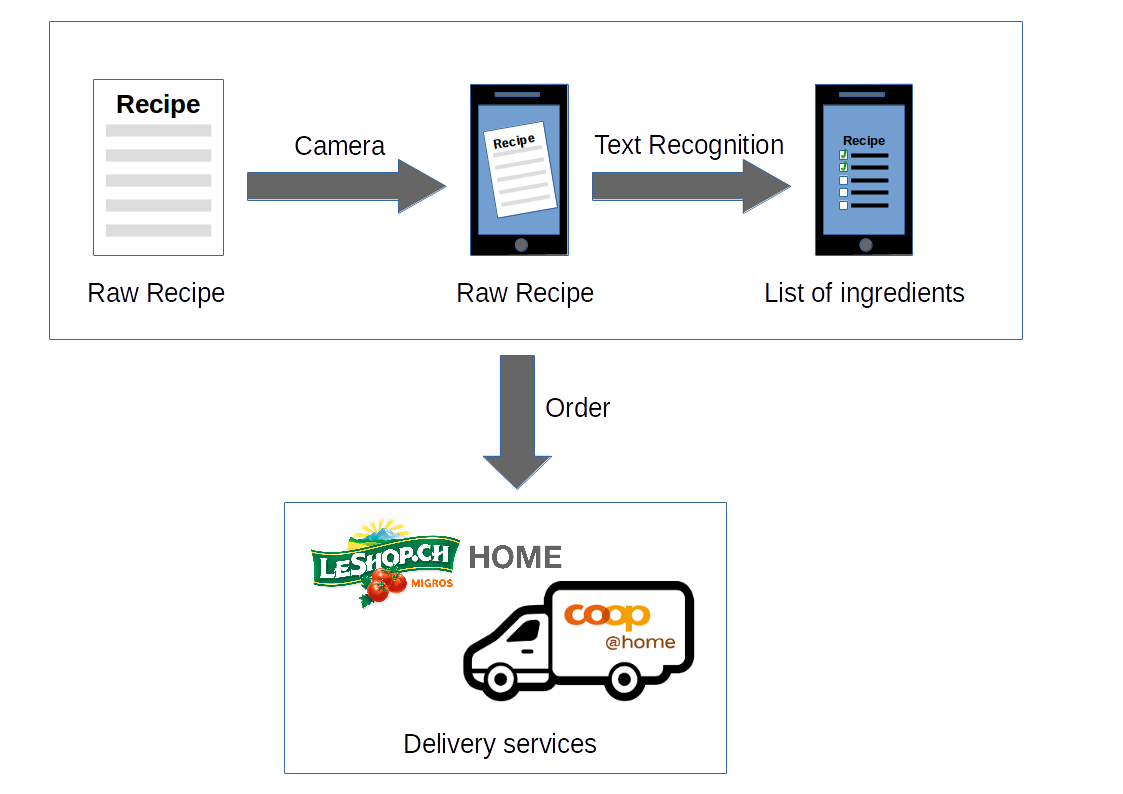 Recipe
Camera
Recipe
Text Recognition
Recipe
Raw Recipe
Raw Recipe
List of ingredients
Order
LESHOP.CH
MIGROS
HOME
coop
@home
Delivery services